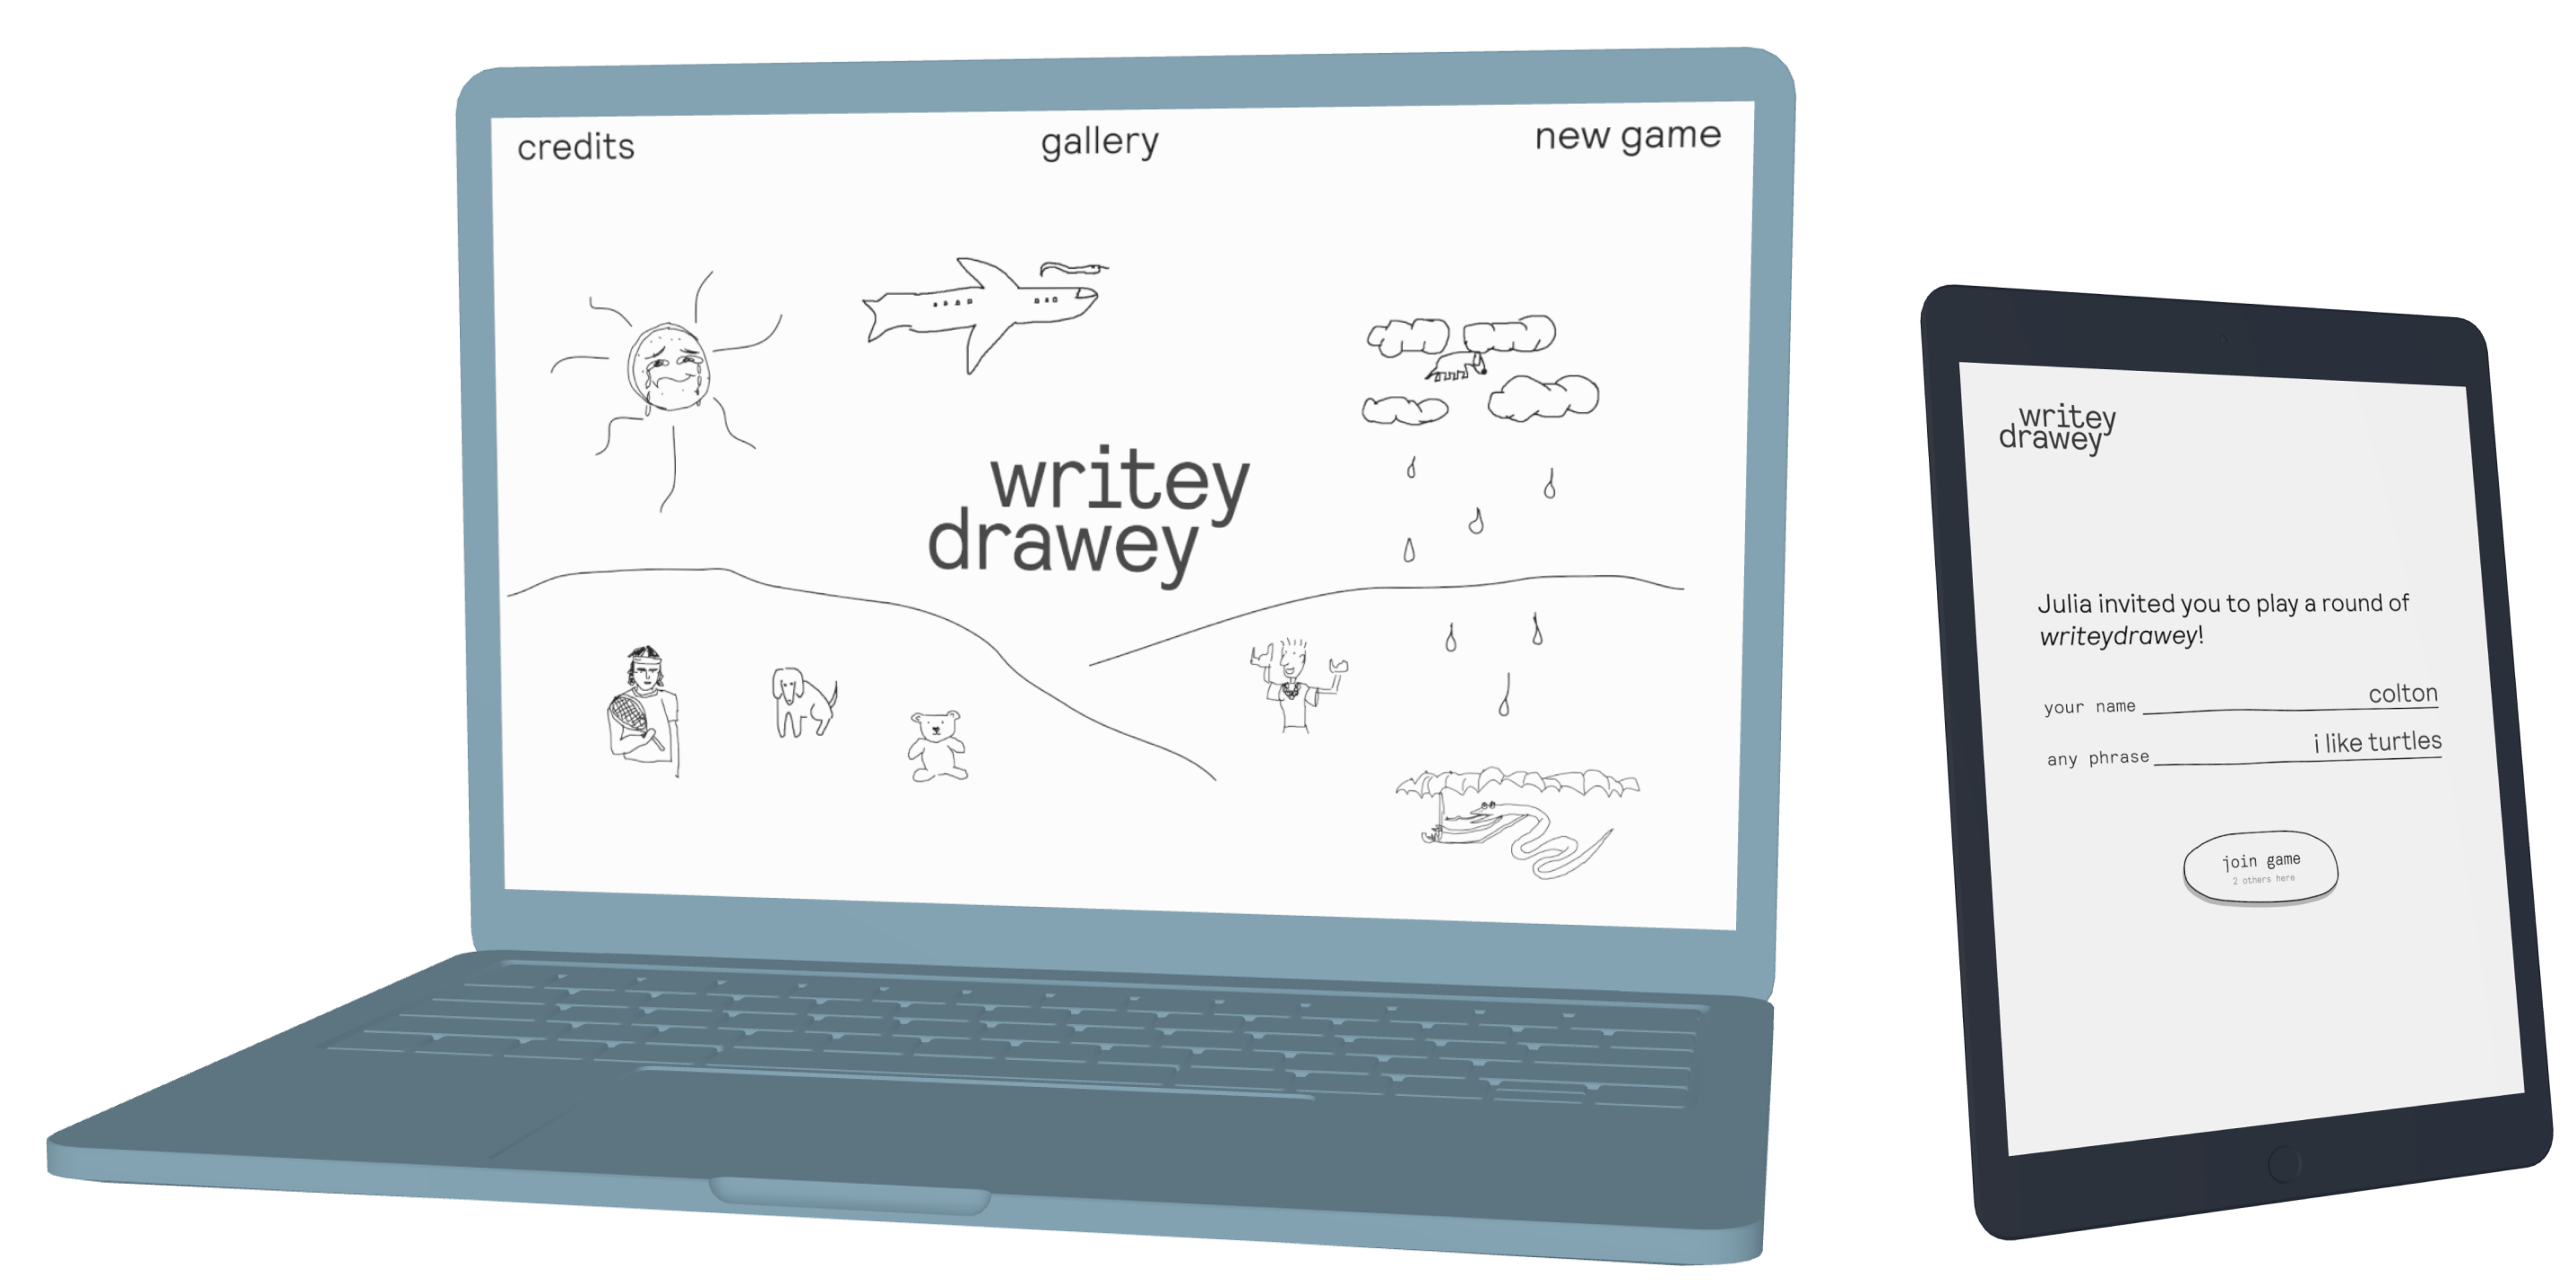 credits
gallery
new game
writey
drawey
writey
drawey
Julia invited you to play a round of
writeydrawey!
your name colton
any phrase i like turtles
join game
2 others here